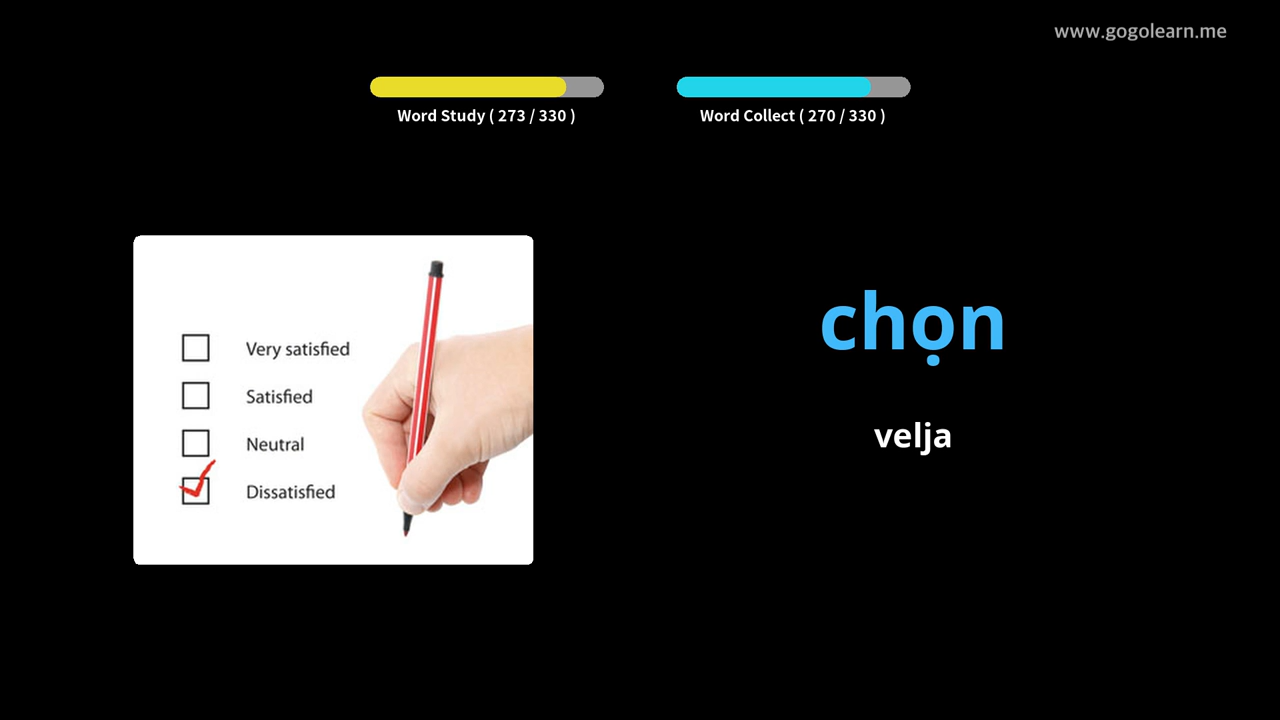 www.gogolearn.me
Word Study ( 273 / 330 )
Word Collect ( 270 / 330 )
Very satisfied
Satisfied
Neutral
Dissatisfied
chọn
velja